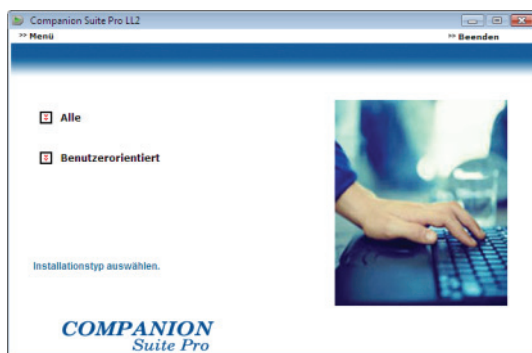 Companion Suite Pro LL2
>> Menü
>> Beenden
Alle
Benutzerorientiert
Installationstyp auswählen.
COMPANION
Suite Pro